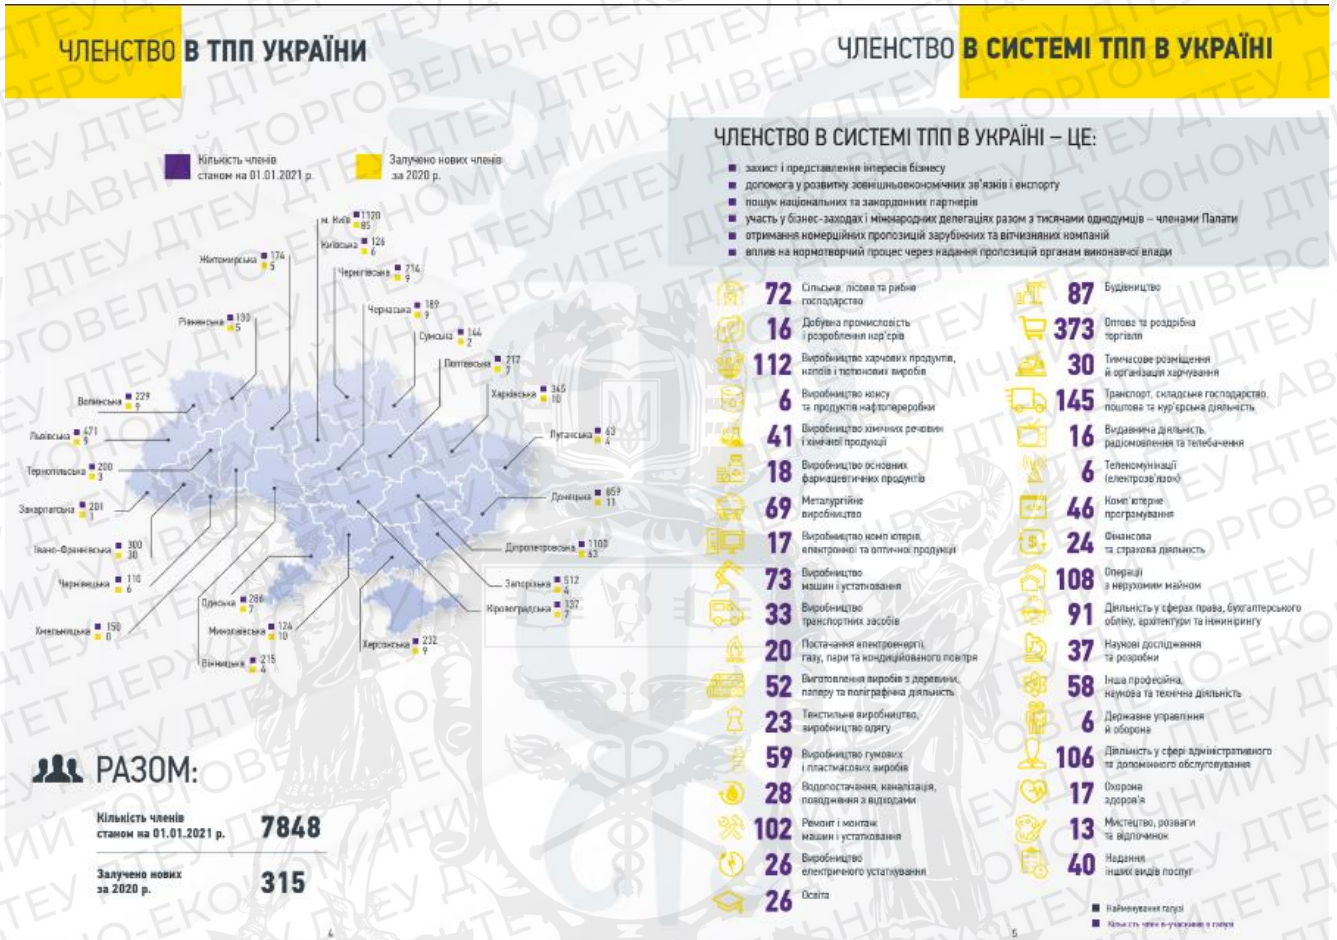 ЧЛЕНСТВО В ТПП УКРАЇНИ
Кількість членів
станом на 01.01.2021 р.
Залучено нових членів
за 2020 р.
м. Київ 1120
85
Київська 126
6
Житомирська 174
5
Чернігівська 214
9
Черкаська 189
9
Рівненська 130
5
Сумська 144
2
Полтавська 217
7
Харківська 345
10
Волинська 229
9
Львівська 471
9
Луганська 63
4
Тернопільська 200
3
Донецька 659
11
Закарпатська 201
1
Івано-Франківська 300
30
Дніпропетровська 1100
63
Чернівецька 110
6
Запорізька 512
4
Одеська 286
7
Кіровоградська 137
7
Хмельницька 150
0
Миколаївська 124
10
Херсонська 232
9
Вінницька 215
4
РАЗОМ:
Кількість членів
станом на 01.01.2021 р. 7848
Залучено нових
за 2020 р. 315
4
ЧЛЕНСТВО В СИСТЕМІ ТПП В УКРАЇНІ
ЧЛЕНСТВО В СИСТЕМІ ТПП В УКРАЇНІ – ЦЕ:
захист і представлення інтересів бізнесу
допомога у розвитку зовнішньоекономічних зв'язків і експорту
пошук національних та закордонних партнерів
участь у бізнес-заходах і міжнародних делегаціях разом з тисячами однодумців – членами Палати
отримання комерційних пропозицій зарубіжних та вітчизняних компаній
вплив на нормотворчий процес через надання пропозицій органам виконавчої влади
72 Сільське, лісове та рибне
господарство
16 Добувна промисловість
і розроблення кар'єрів
112 Виробництво харчових продуктів,
напоїв і тютюнових виробів
6 Виробництво коксу
та продуктів нафтопереробки
41 Виробництво хімічних речовин
і хімічної продукції
18 Виробництво основних
фармацевтичних продуктів
69 Металургійне
виробництво
17 Виробництво комп'ютерів,
електронної та оптичної продукції
73 Виробництво
машин і устатковання
33 Виробництво
транспортних засобів
20 Постачання електроенергії,
газу, пари та кондиційованого повітря
52 Виготовлення виробів з деревини,
паперу та поліграфічна діяльність
23 Текстильне виробництво,
виробництво одягу
59 Виробництво гумових
і пластмасових виробів
28 Водопостачання, каналізація,
поводження з відходами
102 Ремонт і монтаж
машин і устатковання
26 Виробництво
електричного устаткування
26 Освіта
87 Будівництво
373 Оптова та роздрібна
торгівля
30 Тимчасове розміщення
й організація харчування
145 Транспорт, складське господарство,
поштова та кур'єрська діяльність
16 Видавнича діяльність,
радіомовлення та телебачення
6 Телекомунікації
(електрозв'язок)
46 Комп'ютерне
програмування
24 Фінансова
та страхова діяльність
108 Операції
з нерухомим майном
91 Діяльність у сферах права, бухгалтерського
обліку, архітектури та інжинірингу
37 Наукові дослідження
та розробки
58 Інша професійна,
наукова та технічна діяльність
6 Державне управління
й оборона
106 Діяльність у сфері адміністративного
та допоміжного обслуговування
17 Охорона
здоров'я
13 Мистецтво, розваги
та відпочинок
40 Надання
інших видів послуг
Найменування галузі
5